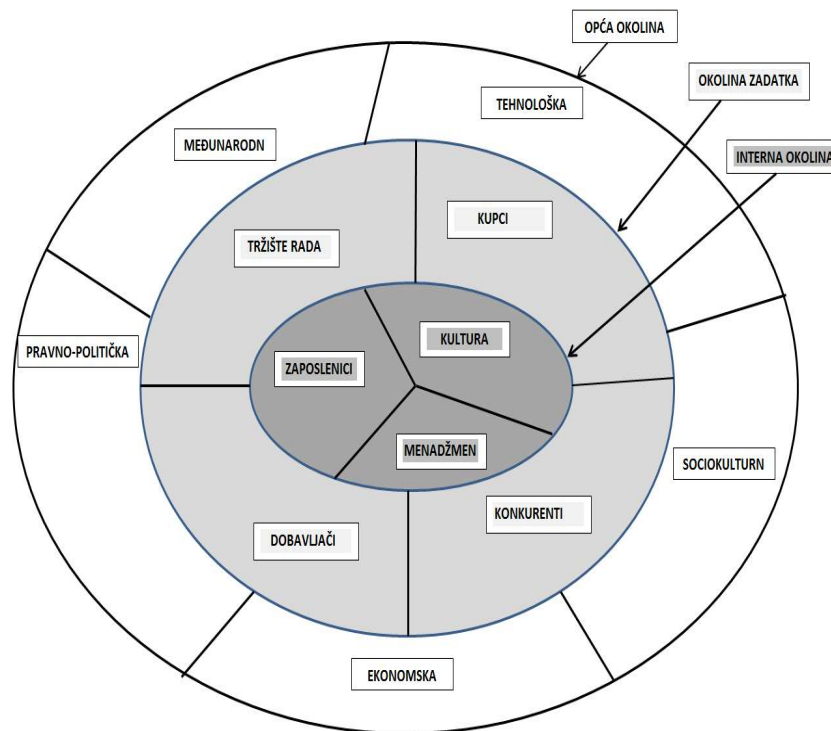 OPĆA OKOLINA
OKOLINA ZADATKA
TEHNOLOŠKA
MEĐUNARODN
INTERNA OKOLINA
KUPCI
TRŽIŠTE RADA
KULTURA
PRAVNO-POLITIČKA
ZAPOSLENICI
MENADŽMEN
SOCIOKULTURN
KONKURENTI
DOBAVLJAČI
EKONOMSKA